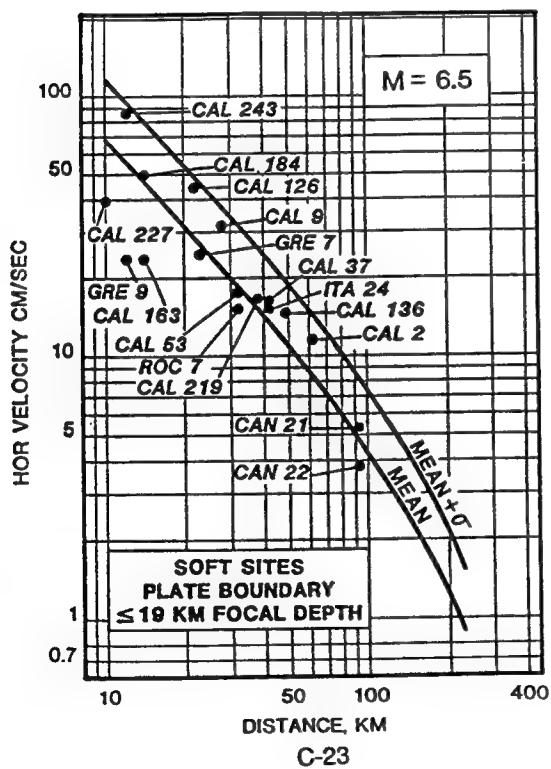 100
50
10
5
1
0.7
HOR VELOCITY CM/SEC
M = 6.5
CAL 243
CAL 184
CAL 126
CAL 9
CAL 227
GRE 7
CAL 37
GRE 9
ITA 24
CAL 163
CAL 136
CAL 53
CAL 2
ROC 7
CAL 219
CAN 21
CAN 22
MEAN + σ
MEAN
SOFT SITES
PLATE BOUNDARY
≤ 19 KM FOCAL DEPTH
10
50
100
400
DISTANCE, KM
C-23